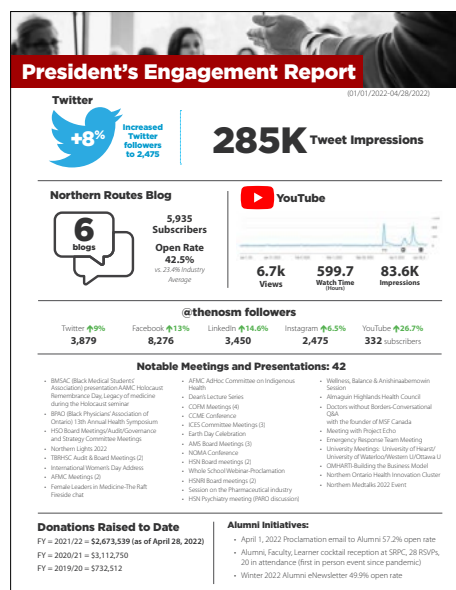 President's Engagement Report
(01/01/2022-04/28/2022)
Twitter
+8%
Increased
Twitter
followers
to 2,475
285K Tweet Impressions
Northern Routes Blog
6
blogs
5,935
Subscribers
Open Rate
42.5%
vs. 23.4% Industry
Average
YouTube
6.7k
Views
599.7
Watch Time
(Hours)
83.6K
Impressions
@thenosm followers
Twitter 9%
3,879
Facebook 13%
8,276
LinkedIn 14.6%
3,450
Instagram 6.5%
2,475
YouTube 26.7%
332 subscribers
Notable Meetings and Presentations: 42
• BMSAC (Black Medical Students'
Association) presentation AAMC Holocaust
Remembrance Day, Legacy of medicine
during the Holocaust seminar
• BPAO (Black Physicians' Association of
Ontario) 13th Annual Health Symposium
• HSO Board Meetings/Audit/Governance
and Strategy Committee Meetings
• Northern Lights 2022
• TBRHSC Audit & Board Meetings (2)
• International Women's Day Address
• AFMC Meetings (2)
• Female Leaders in Medicine-The Raft
Fireside chat
• AFMC AdHoc Committee on Indigenous
Health
• Dean's Lecture Series
• COFM Meetings (4)
• CCME Conference
• ICES Committee Meetings (3)
• Earth Day Celebration
• AMS Board Meetings (3)
• NOMA Conference
• HSN Board meetings (2)
• Whole School Webinar-Proclamation
• HSNRI Board meetings (2)
• Session on the Pharmaceutical industry
• HSN Psychiatry meeting (PARO discussion)
• Wellness, Balance & Anishinaabemowin
Session
• Almaguin Highlands Health Council
• Doctors without Borders-Conversational
Q&A
with the founder of MSF Canada
• Meeting with Project Echo
• Emergency Response Team Meeting
• University Meetings: University of Hearst/
University of Waterloo/Western U/Ottawa U
• OMHARTI-Building the Business Model
• Northern Ontario Health Innovation Cluster
• Northern Medtalks 2022 Event
Donations Raised to Date
FY = 2021/22 = $2,673,539 (as of April 28, 2022)
FY = 2020/21 = $3,112,750
FY = 2019/20 = $732,512
Alumni Initiatives:
• April 1, 2022 Proclamation email to Alumni 57.2% open rate
• Alumni, Faculty, Learner cocktail reception at SRPC, 28 RSVPs,
20 in attendance (first in person event since pandemic)
• Winter 2022 Alumni eNewsletter 49.9% open rate